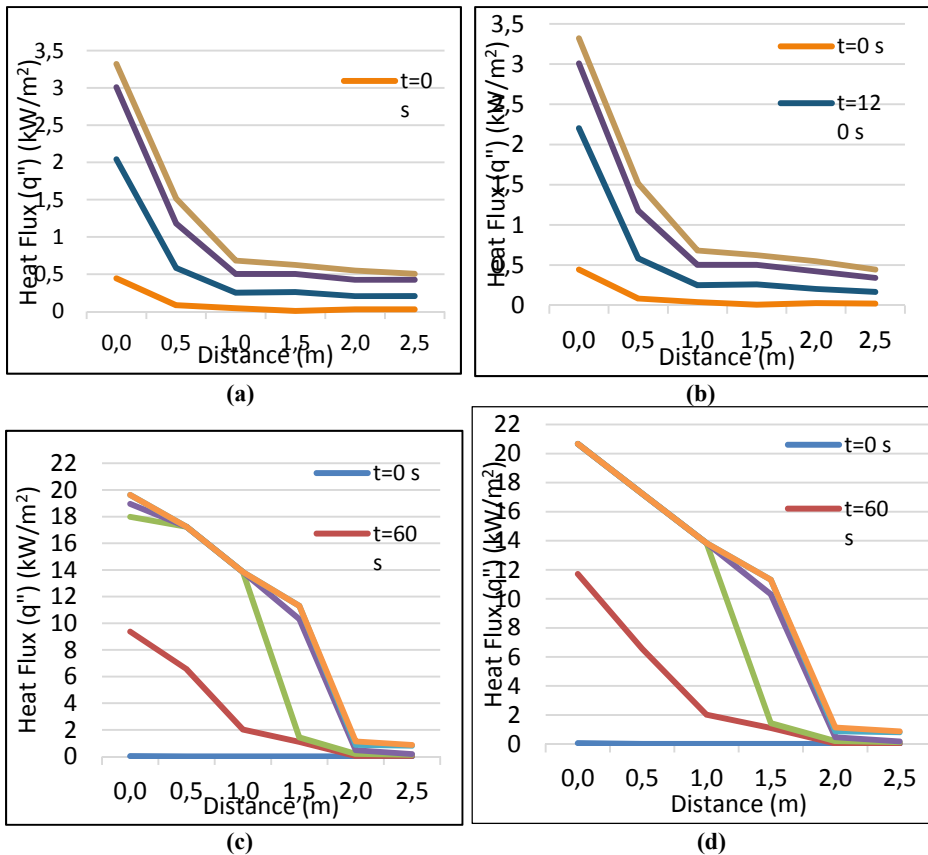 Heat Flux (q") (kW/m²)
3,5
3
2,5
2
1,5
1
0,5
0
t=0
s
0,0 0,5 1,0 1,5 2,0 2,5
Distance (m)
(a)
Heat Flux (q") (kW/m²)
3,5
3
2,5
2
1,5
1
0,5
0
t=0 s
t=12
0 s
0,0 0,5 1,0 1,5 2,0 2,5
Distance (m)
(b)
Heat Flux (q") (kW/m²)
22
20
18
16
14
12
10
8
6
4
2
0
t=0 s
t=60
s
0,0 0,5 1,0 1,5 2,0 2,5
Distance (m)
(c)
Heat Flux (q") (kW/m²)
22
20
18
16
14
12
10
8
6
4
2
0
t=0 s
t=60
s
0,0 0,5 1,0 1,5 2,0 2,5
Distance (m)
(d)